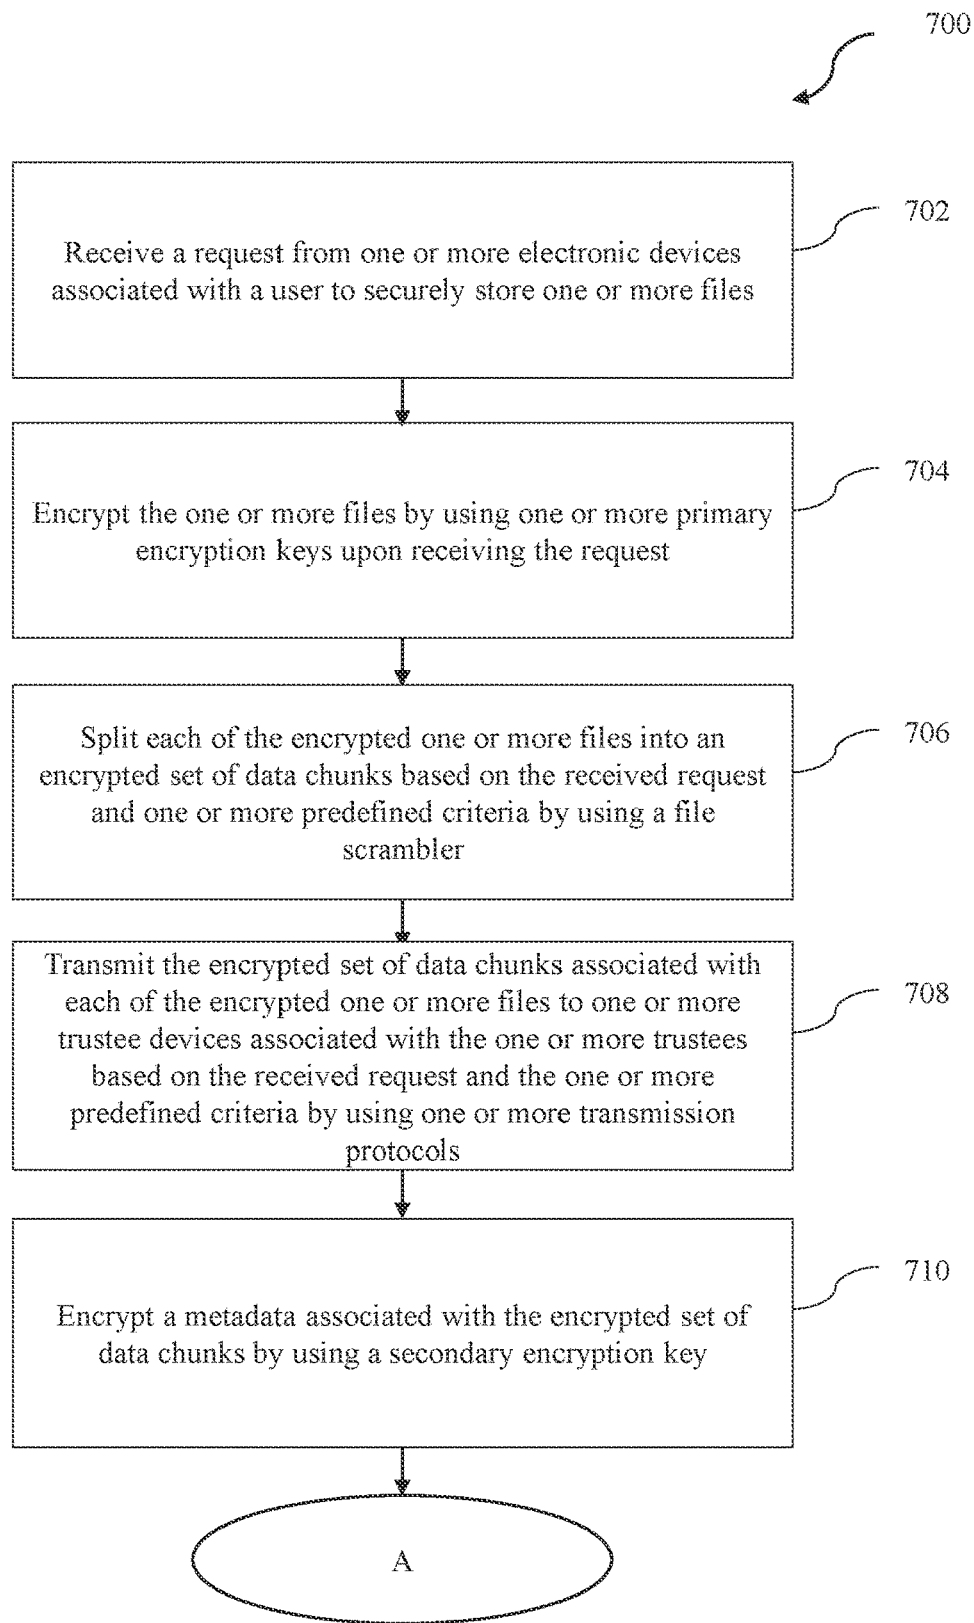 700
702
Receive a request from one or more electronic devices
associated with a user to securely store one or more files
704
Encrypt the one or more files by using one or more primary
encryption keys upon receiving the request
706
Split each of the encrypted one or more files into an
encrypted set of data chunks based on the received request
and one or more predefined criteria by using a file
scrambler
708
Transmit the encrypted set of data chunks associated with
each of the encrypted one or more files to one or more
trustee devices associated with the one or more trustees
based on the received request and the one or more
predefined criteria by using one or more transmission
protocols
710
Encrypt a metadata associated with the encrypted set of
data chunks by using a secondary encryption key
A